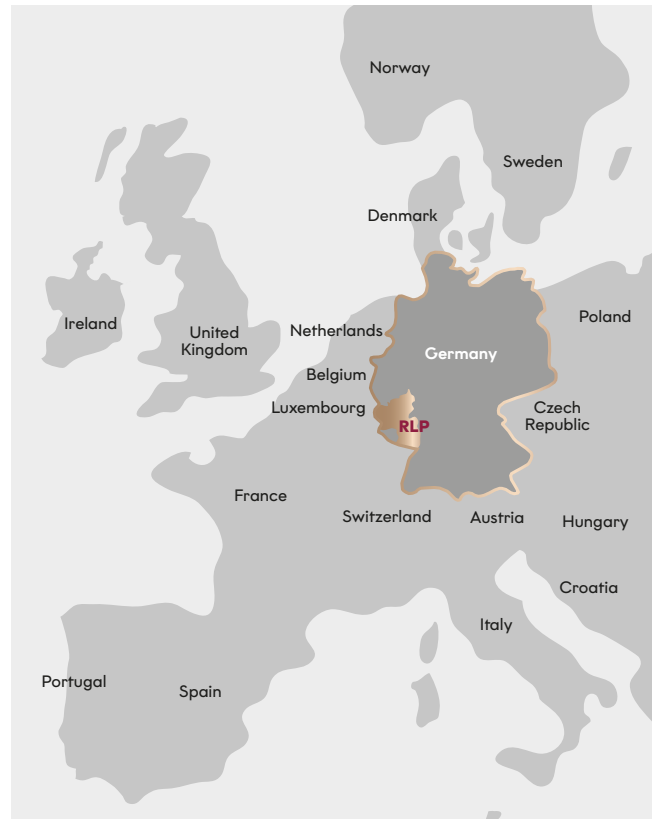 Norway
Sweden
Denmark
Ireland
United
Kingdom
Netherlands
Poland
Germany
Belgium
Luxembourg
Czech
Republic
RLP
France
Switzerland
Austria
Hungary
Croatia
Italy
Portugal
Spain